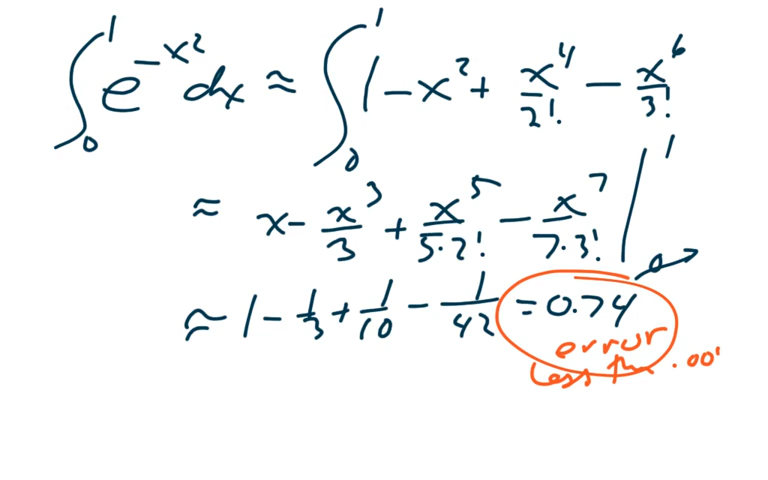 ∫₀¹ e^{-x²} dx ≈ ∫₀¹ 1 - x² + x⁴/2! - x⁶/3!
≈ x - x³/3 + x⁵/(5·2!) - x⁷/(7·3!) |₀¹
≈ 1 - 1/3 + 1/10 - 1/42 = 0.74
error
less than .001